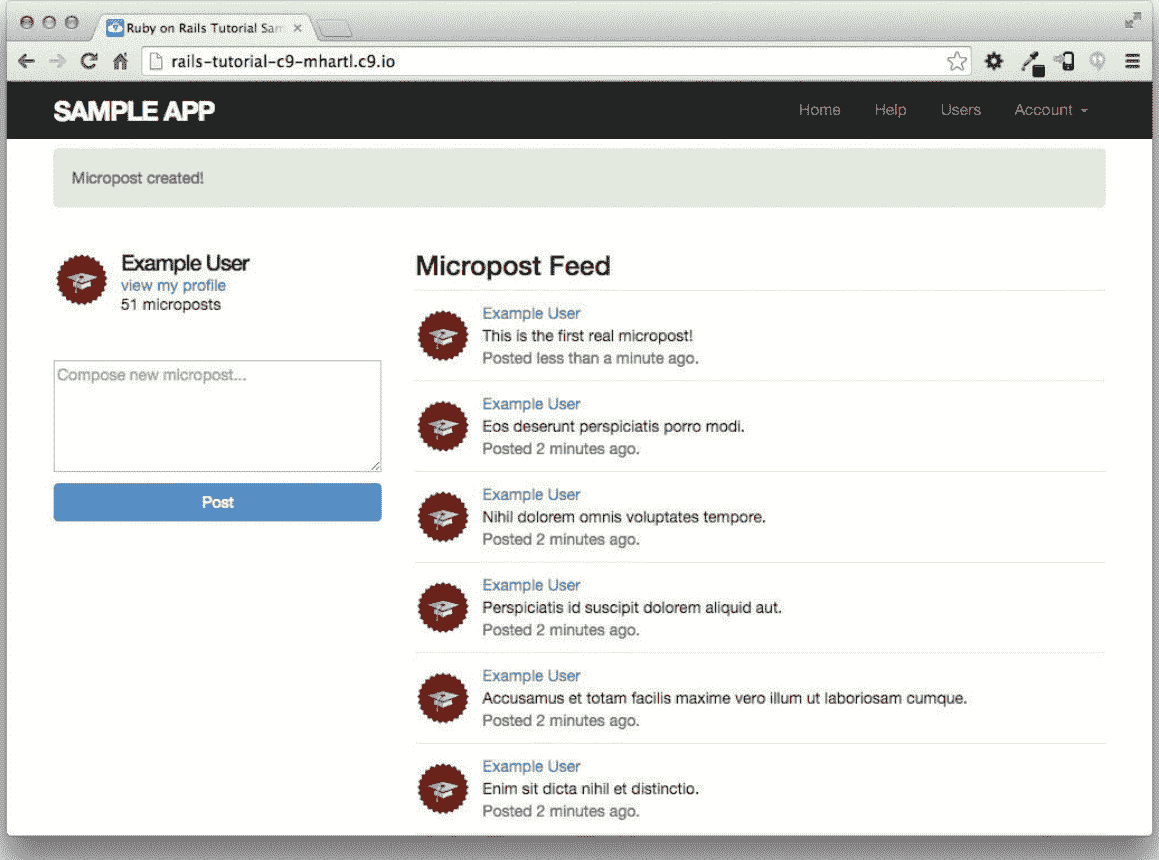 Ruby on Rails Tutorial Sam
rails-tutorial-c9-mhartl.c9.io
SAMPLE APP
Home
Help
Users
Account
Micropost created!
Example User
view my profile
51 microposts
Compose new micropost...
Post
Micropost Feed
Example User
This is the first real micropost!
Posted less than a minute ago.
Example User
Eos deserunt perspiciatis porro modi.
Posted 2 minutes ago.
Example User
Nihil dolorem omnis voluptates tempore.
Posted 2 minutes ago.
Example User
Perspiciatis id suscipit dolorem aliquid aut.
Posted 2 minutes ago.
Example User
Accusamus et totam facilis maxime vero illum ut laboriosam cumque.
Posted 2 minutes ago.
Example User
Enim sit dicta nihil et distinctio.
Posted 2 minutes ago.